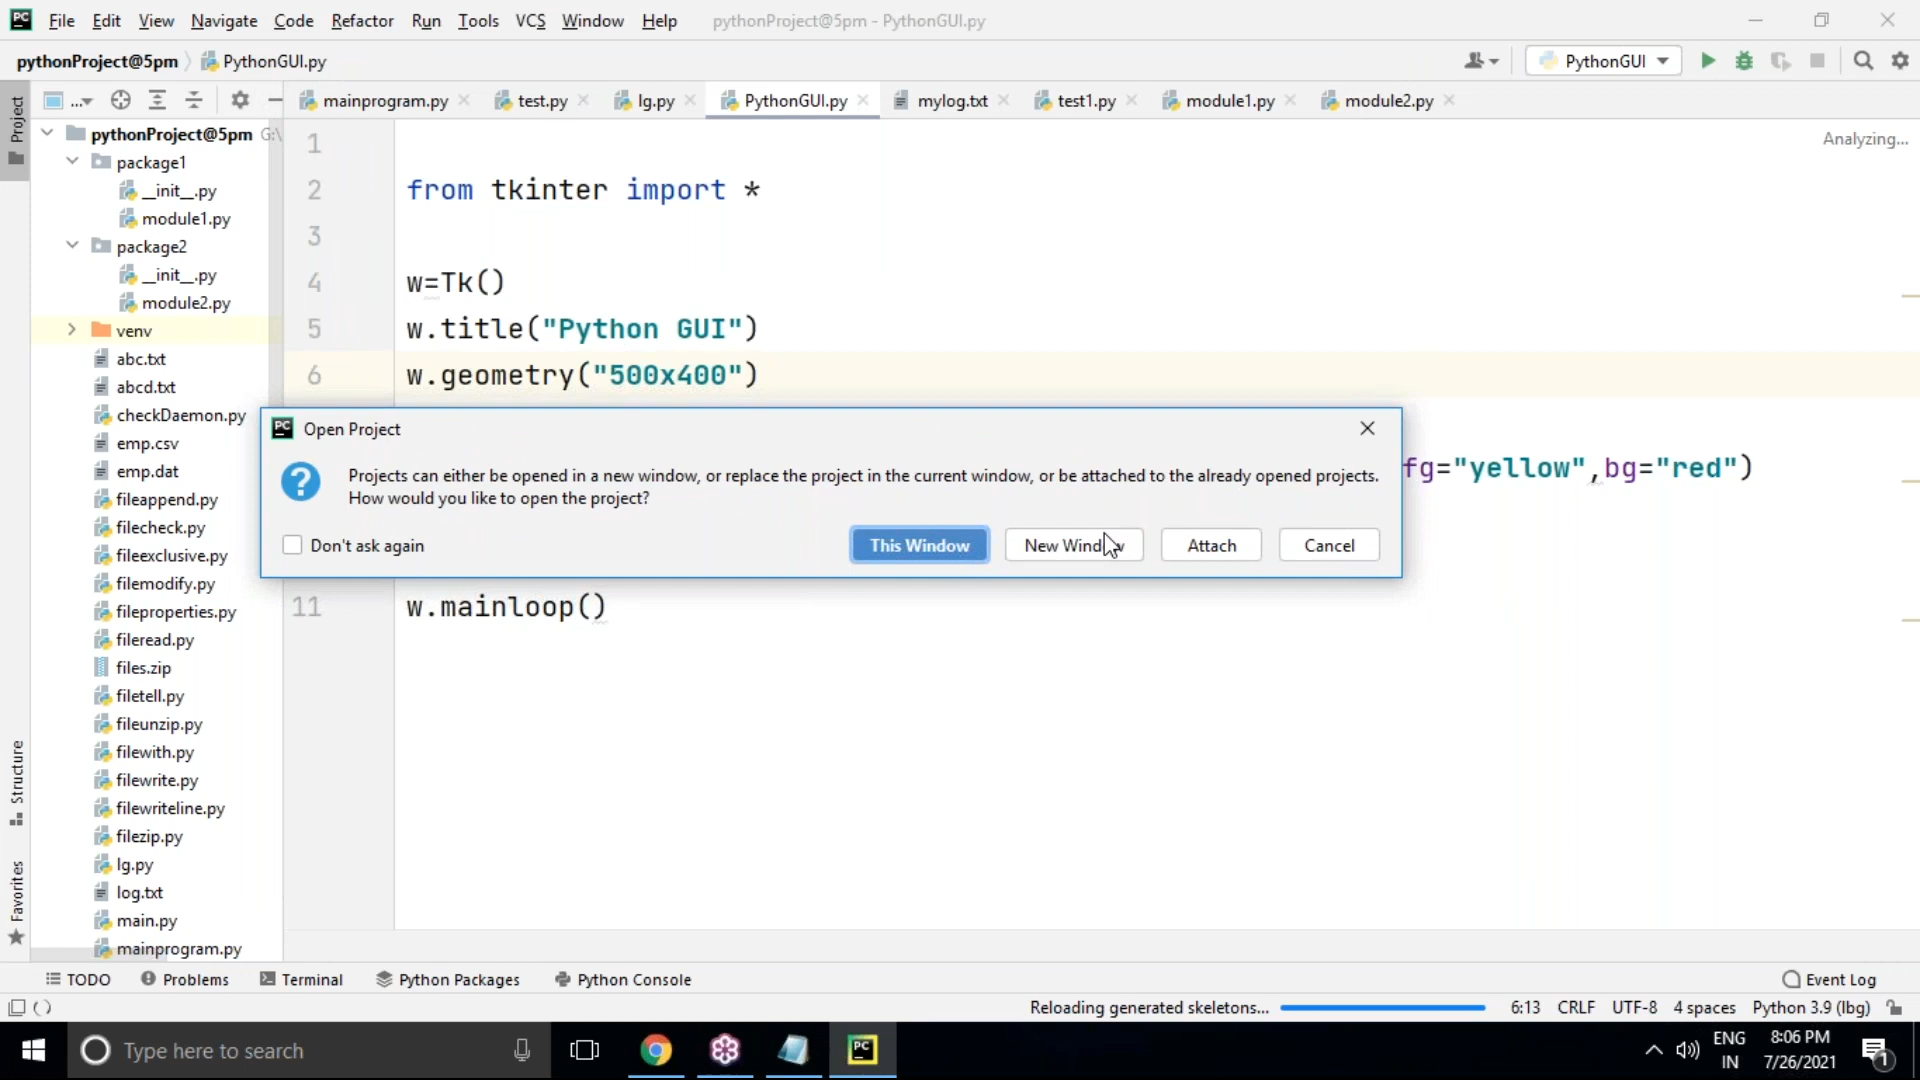 File Edit View Navigate Code Refactor Run Tools VCS Window Help pythonProject@5pm - PythonGUI.py
pythonProject@5pm PythonGUI.py PythonGUI
Project
... mainprogram.py test.py lg.py PythonGUI.py mylog.txt test1.py module1.py module2.py
pythonProject@5pm G:\
package1
__init__.py
module1.py
package2
__init__.py
module2.py
venv
abc.txt
abcd.txt
checkDaemon.py
emp.csv
emp.dat
fileappend.py
filecheck.py
fileexclusive.py
filemodify.py
fileproperties.py
fileread.py
files.zip
filetell.py
fileunzip.py
filewith.py
filewrite.py
filewriteline.py
filezip.py
lg.py
log.txt
main.py
mainprogram.py
Structure
Favorites
Analyzing...
1
2 from tkinter import *
3
4 w=Tk()
5 w.title("Python GUI")
6 w.geometry("500x400")
fg="yellow",bg="red")
11 w.mainloop()
Open Project
Projects can either be opened in a new window, or replace the project in the current window, or be attached to the already opened projects.
How would you like to open the project?
Don't ask again This Window New Window Attach Cancel
TODO Problems Terminal Python Packages Python Console Event Log
Reloading generated skeletons... 6:13 CRLF UTF-8 4 spaces Python 3.9 (lbg)
Type here to search
ENG
IN
8:06 PM
7/26/2021
1